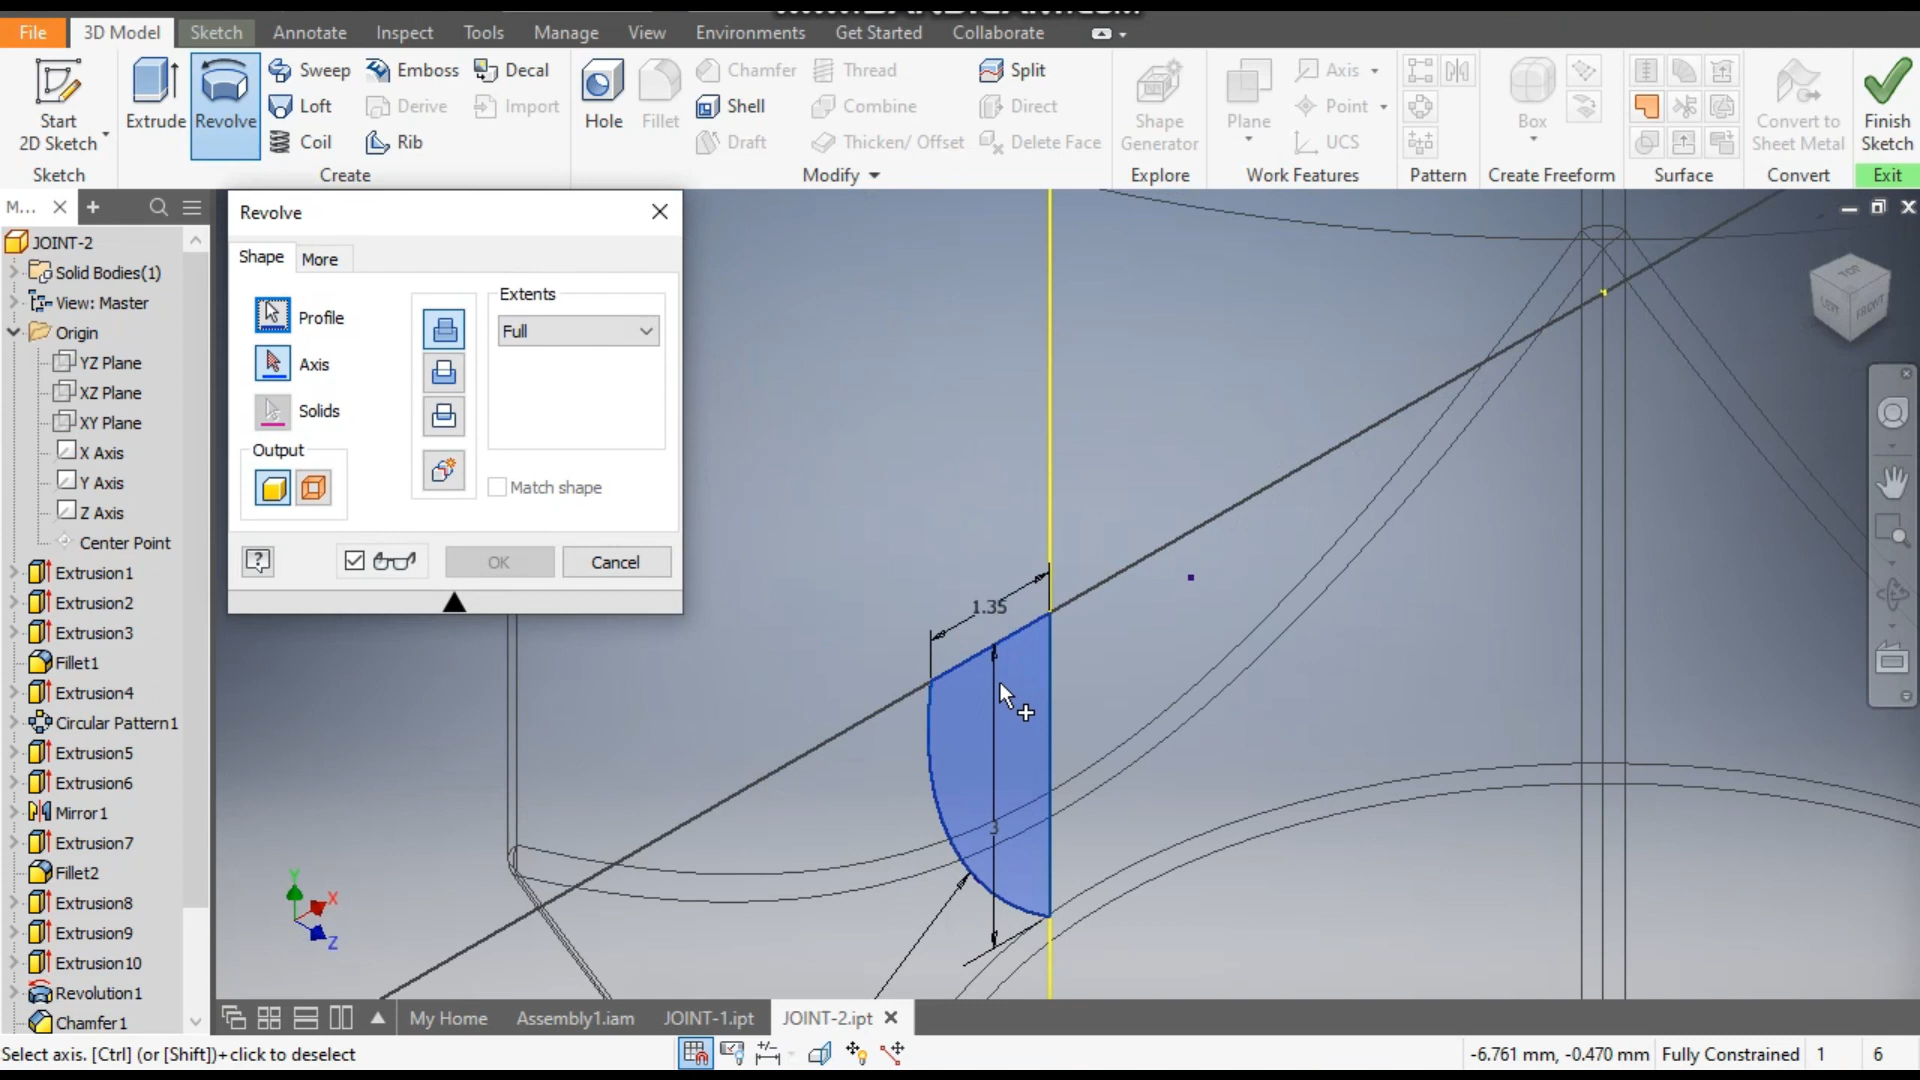 File 3D Model Sketch Annotate Inspect Tools Manage View Environments Get Started Collaborate
Sweep Emboss Decal Chamfer Thread Split Axis
Loft Derive Import Shell Combine Direct Point
Start 2D Sketch Extrude Revolve Coil Rib Hole Fillet Draft Thicken/ Offset Delete Face Shape Generator Plane UCS Box Convert to Sheet Metal Finish Sketch
Sketch Create Modify Explore Work Features Pattern Create Freeform Surface Convert Exit
M...
JOINT-2
Solid Bodies(1)
View: Master
Origin
YZ Plane
XZ Plane
XY Plane
X Axis
Y Axis
Z Axis
Center Point
Extrusion1
Extrusion2
Extrusion3
Fillet1
Extrusion4
Circular Pattern1
Extrusion5
Extrusion6
Mirror1
Extrusion7
Fillet2
Extrusion8
Extrusion9
Extrusion10
Revolution1
Chamfer1
Revolve
Shape More
Profile
Axis
Solids
Output
Extents
Full
Match shape
OK Cancel
1.35
3
TOP
LEFT FRONT
Y
X
Z
My Home Assembly1.iam JOINT-1.ipt JOINT-2.ipt
Select axis. [Ctrl] (or [Shift])+click to deselect
-6.761 mm, -0.470 mm Fully Constrained 1 6